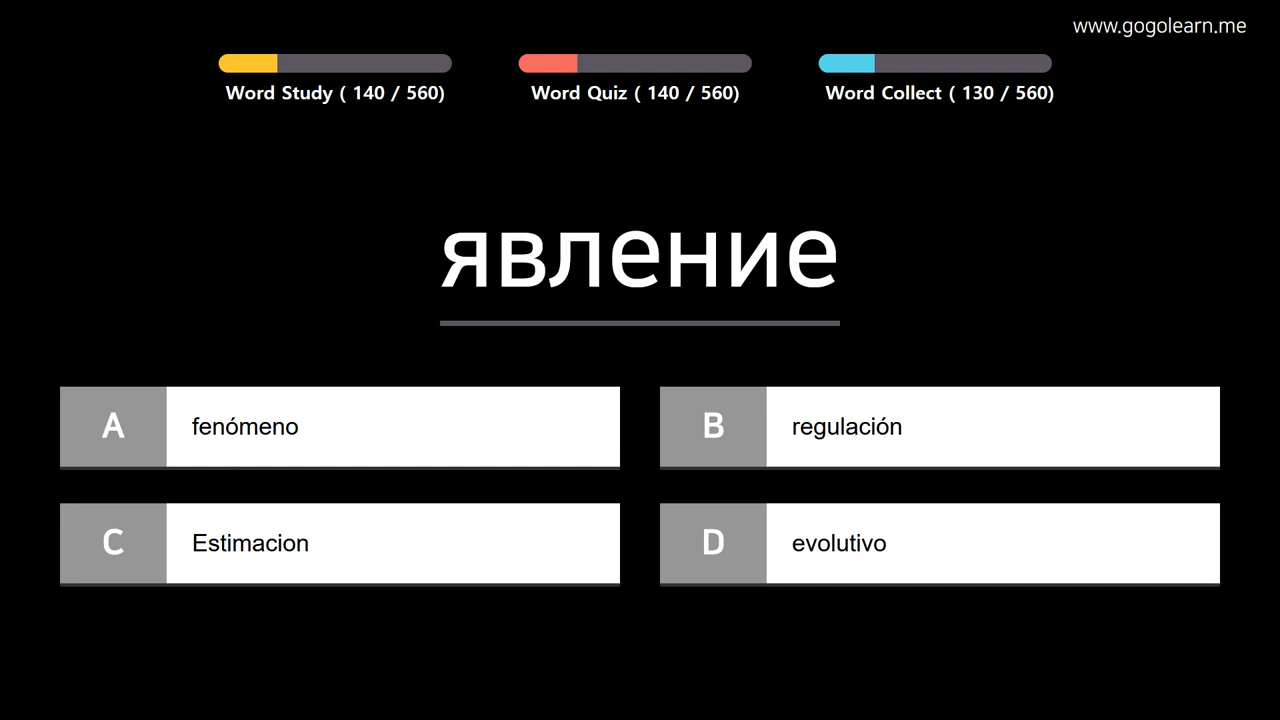 www.gogolearn.me
Word Study ( 140 / 560)
Word Quiz ( 140 / 560)
Word Collect ( 130 / 560)
явление
A fenómeno
B regulación
C Estimacion
D evolutivo